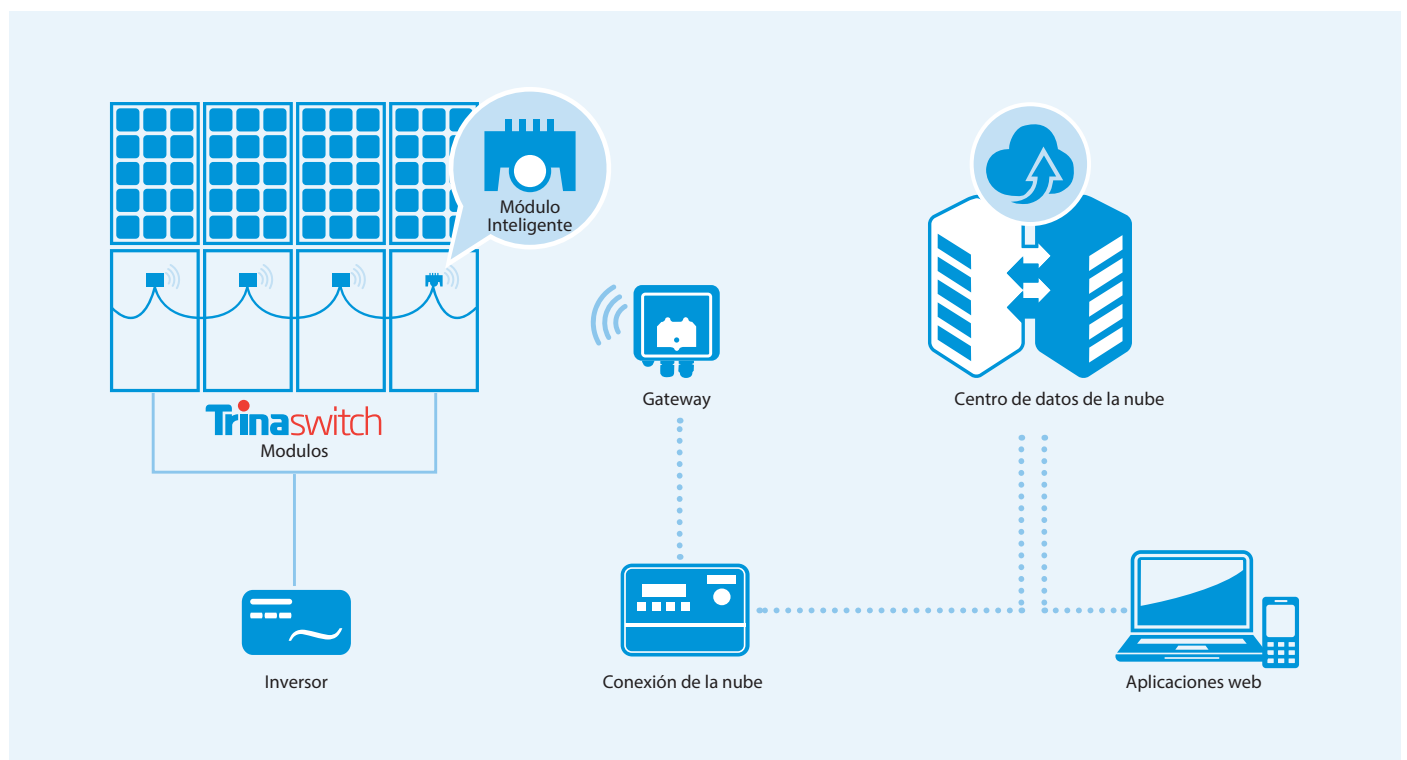 Módulo
Inteligente
Trinaswitch
Modulos
Gateway
Centro de datos de la nube
Inversor
Conexión de la nube
Aplicaciones web